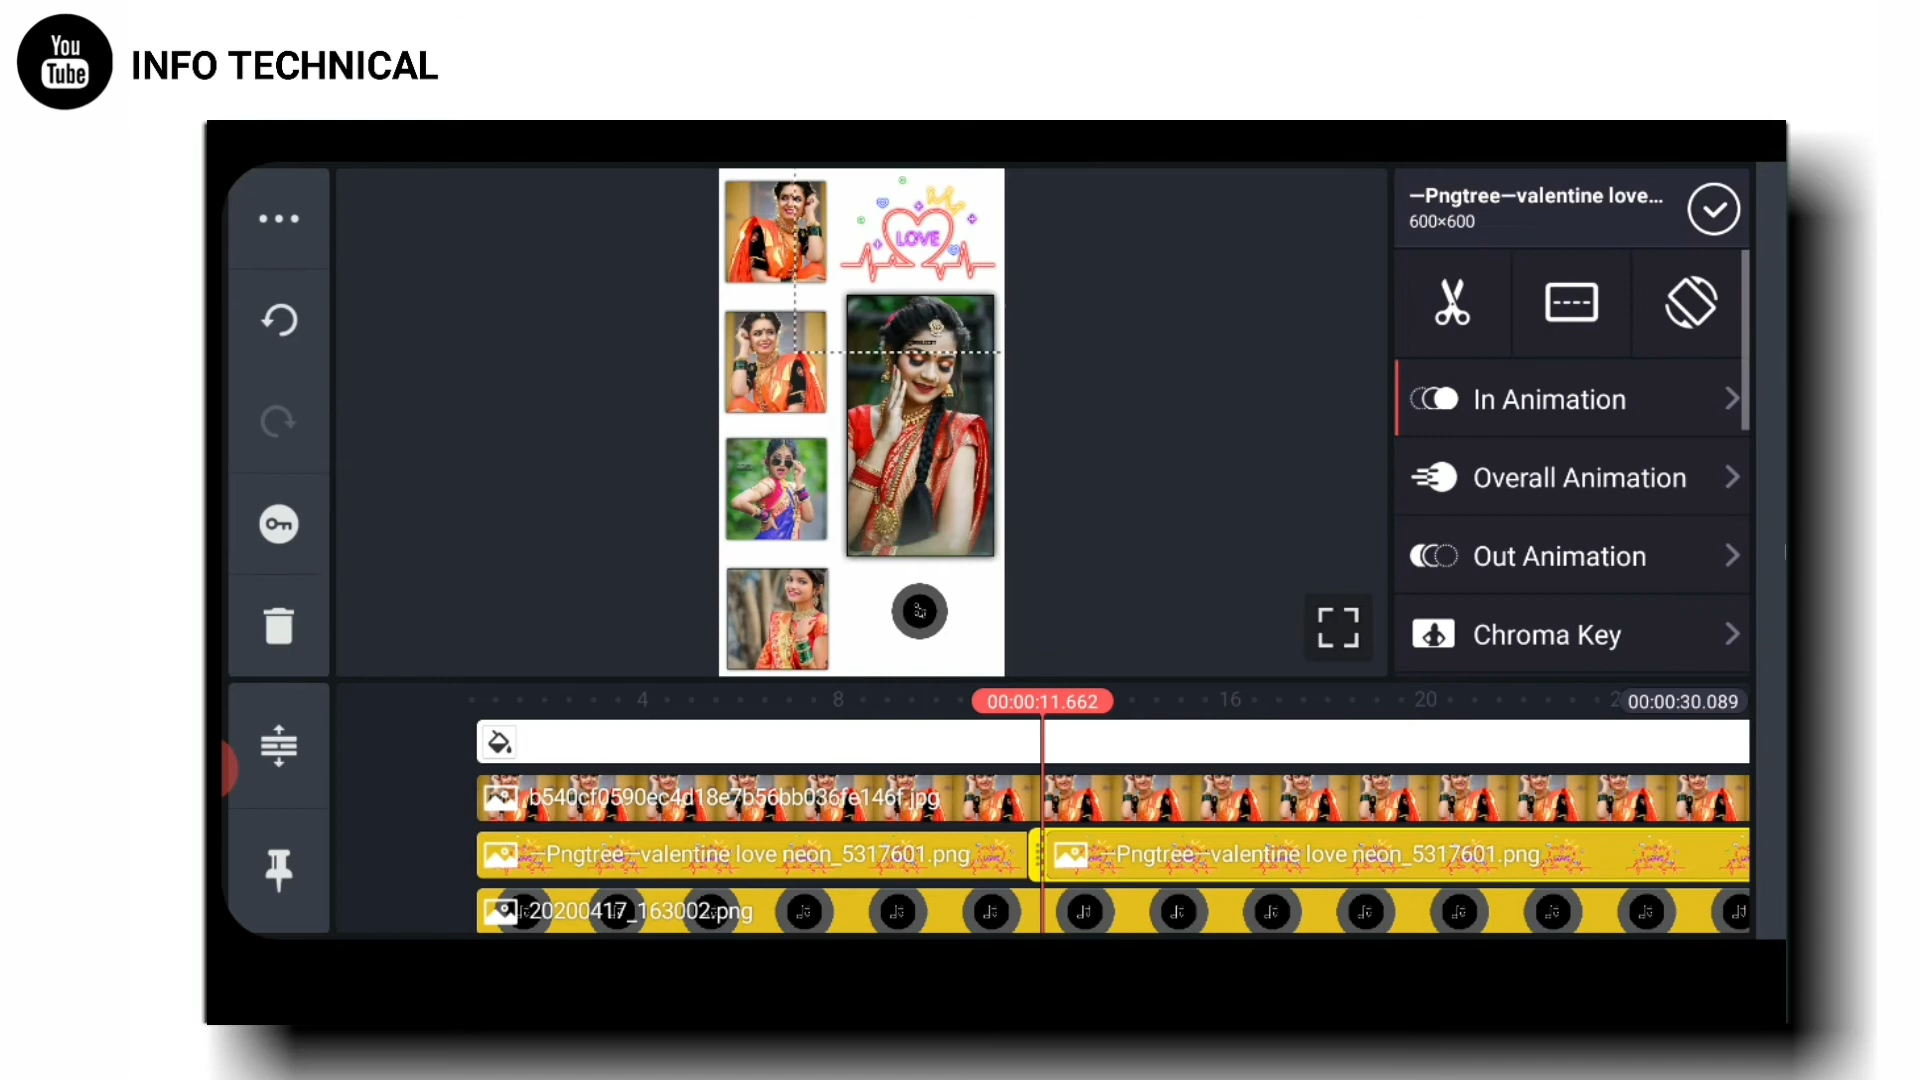 You
Tube
INFO TECHNICAL
—Pngtree—valentine love...
600×600
LOVE
In Animation
Overall Animation
Out Animation
Chroma Key
4
8
00:00:11.662
16
20
00:00:30.089
b540cf0590ec4d18e7b56bb036fe146f.jpg
—Pngtree—valentine love neon_5317601.png
—Pngtree—valentine love neon_5317601.png
20200417_163002.png